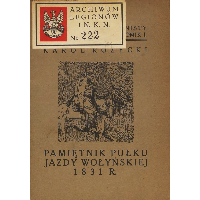 ARCHIWUM
LEGIONÓW
I N. K. N.
Nr. 222
KAROL RÓŻYCKI
PAMIĘTNIK PUŁKU
JAZDY WOŁYŃSKIEJ
1831 R.